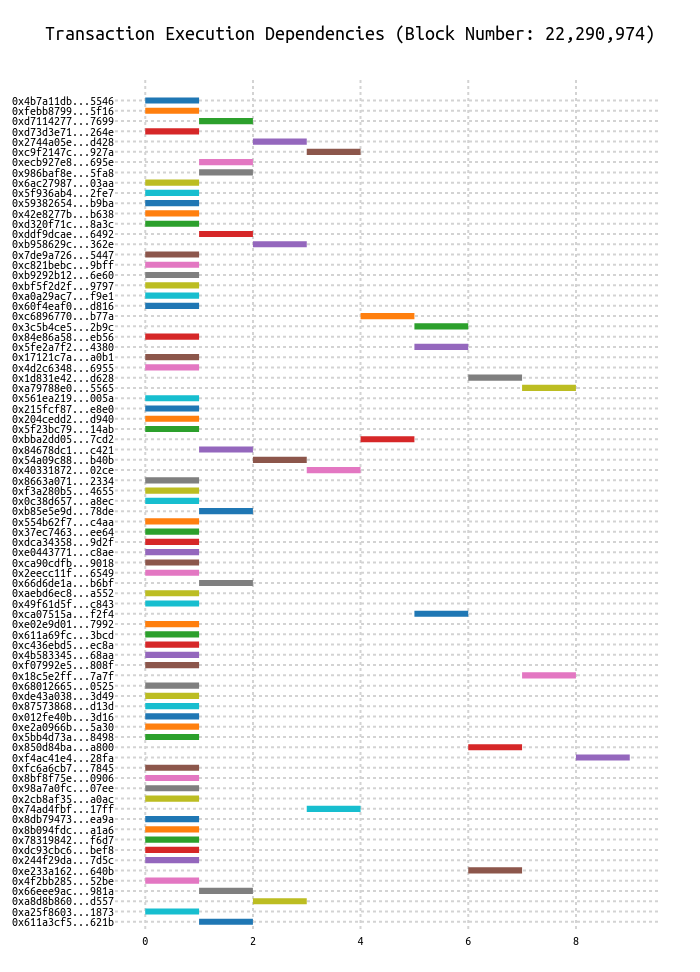 Transaction Execution Dependencies (Block Number: 22,290,974)
0x4b7a11db...5546
0xfebb8799...5f16
0xd7114277...7699
0xd73d3e71...264e
0x2744a05e...d428
0xc9f2147c...927a
0xecb927e8...695e
0x986baf8e...5fa8
0x6ac27987...03aa
0x5f936ab4...2fe7
0x59382654...b9ba
0x42e8277b...b638
0xd320f71c...8a3c
0xddf9dcae...6492
0xb958629c...362e
0x7de9a726...5447
0xc821bebc...9bff
0xb9292b12...6e60
0xbf5f2d2f...9797
0xa0a29ac7...f9e1
0x60f4eaf0...d816
0xc6896770...b77a
0x3c5b4ce5...2b9c
0x84e86a58...eb56
0x5fe2a7f2...4380
0x17121c7a...a0b1
0x4d2c6348...6955
0x1d831e42...d628
0xa79788e0...5565
0x561ea219...005a
0x215fcf87...e8e0
0x204cedd2...d940
0x5f23bc79...14ab
0xbba2dd05...7cd2
0x84678dc1...c421
0x54a09c88...b40b
0x40331872...02ce
0x8663a071...2334
0xf3a280b5...4655
0x0c38d657...a8ec
0xb85e5e9d...78de
0x554b62f7...c4aa
0x37ec7463...ee64
0xdca34358...9d2f
0xe0443771...c8ae
0xca90cdfb...9018
0x2eecc11f...6549
0x66d6de1a...b6bf
0xaebd6ec8...a552
0x49f61d5f...c843
0xca07515a...f2f4
0xe02e9d01...7992
0x611a69fc...3bcd
0xc436ebd5...ec8a
0x4b583345...68aa
0xf07992e5...808f
0x18c5e2ff...7a7f
0x68012665...0525
0xde43a038...3d49
0x87573868...d13d
0x012fe40b...3d16
0xe2a0966b...5a30
0x5bb4d73a...8498
0x850d84ba...a800
0xf4ac41e4...28fa
0xfc6a6cb7...7845
0x8bf8f75e...0906
0x98a7a0fc...07ee
0x2cb8af35...a0ac
0x74ad4fbf...17ff
0x8db79473...ea9a
0x8b094fdc...a1a6
0x78319842...f6d7
0xdc93cbc6...bef8
0x244f29da...7d5c
0xe233a162...640b
0x4f2bb285...52be
0x66eee9ac...981a
0xa8d8b860...d557
0xa25f8603...1873
0x611a3cf5...621b
0 2 4 6 8